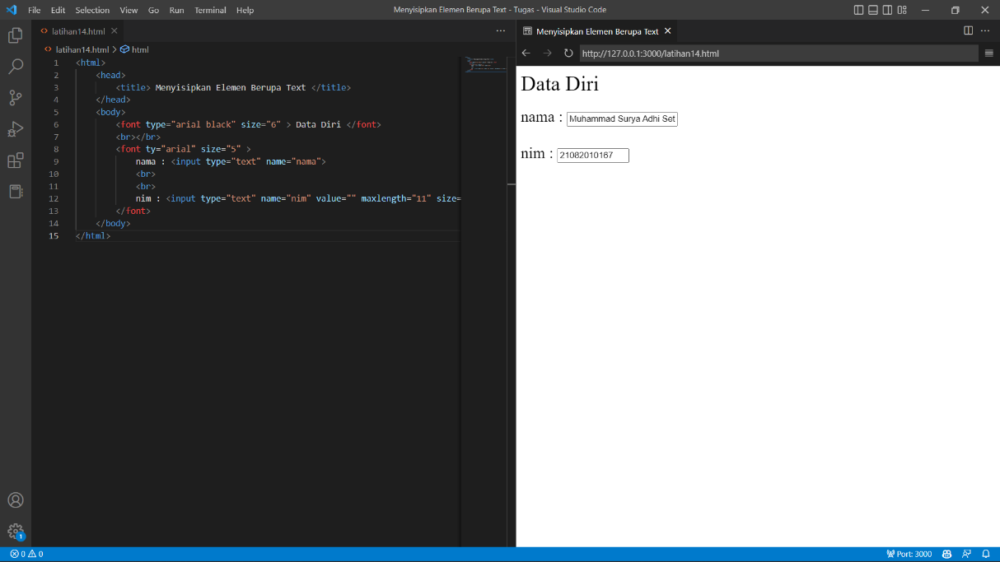 File Edit Selection View Go Run Terminal Help
Menyisipkan Elemen Berupa Text - Tugas - Visual Studio Code
latihan14.html
latihan14.html > html
1 <html>
2 <head>
3 <title> Menyisipkan Elemen Berupa Text </title>
4 </head>
5 <body>
6 <font type="arial black" size="6" > Data Diri </font>
7 <br></br>
8 <font ty="arial" size="5" >
9 nama : <input type="text" name="nama">
10 <br>
11 <br>
12 nim : <input type="text" name="nim" value="" maxlength="11" size=
13 </font>
14 </body>
15 </html>
Menyisipkan Elemen Berupa Text
http://127.0.0.1:3000/latihan14.html
Data Diri
nama : Muhammad Surya Adhi Set
nim : 21082010167
1
0 0
Port: 3000